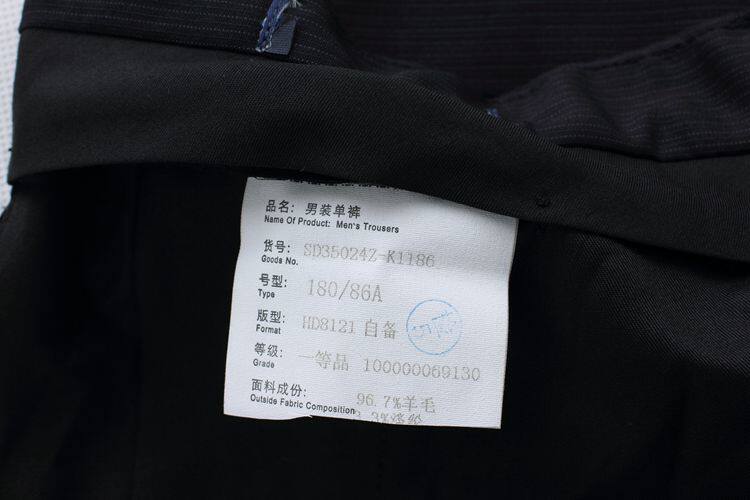 品名: 男装单裤
Name Of Product: Men's Trousers
货号: SD35024Z-K1186
Goods No.
号型: 180/86A
Type
版型: HD8121 自备
Format
等级: 一等品 100000069130
Grade
面料成份: 96.7%羊毛
Outside Fabric Composition 3.3%